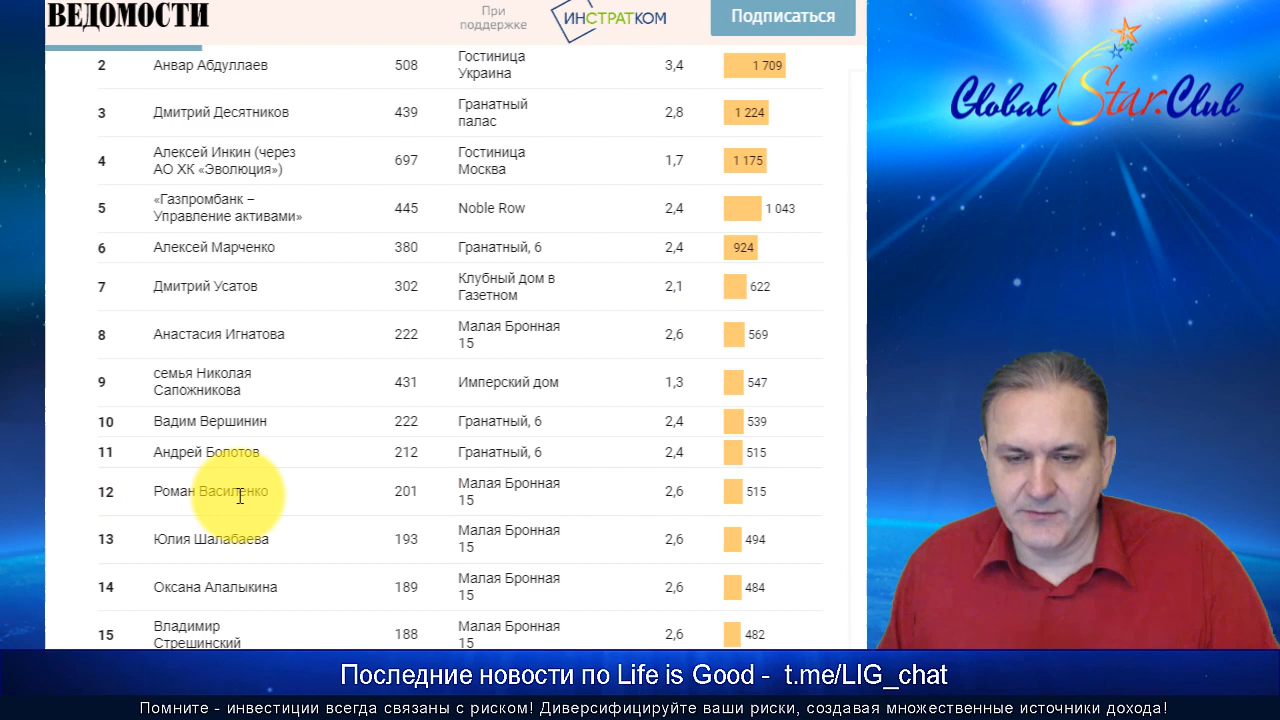 ВЕДОМОСТИ
При
поддержке
ИНСТРАТКОМ
Подписаться
Global Star.Club
2 Анвар Абдуллаев 508 Гостиница
Украина 3,4 1 709
3 Дмитрий Десятников 439 Гранатный
палас 2,8 1 224
4 Алексей Инкин (через
АО ХК «Эволюция») 697 Гостиница
Москва 1,7 1 175
5 «Газпромбанк –
Управление активами» 445 Noble Row 2,4 1 043
6 Алексей Марченко 380 Гранатный, 6 2,4 924
7 Дмитрий Усатов 302 Клубный дом в
Газетном 2,1 622
8 Анастасия Игнатова 222 Малая Бронная
15 2,6 569
9 семья Николая
Сапожникова 431 Имперский дом 1,3 547
10 Вадим Вершинин 222 Гранатный, 6 2,4 539
11 Андрей Болотов 212 Гранатный, 6 2,4 515
12 Роман Василенко 201 Малая Бронная
15 2,6 515
13 Юлия Шалабаева 193 Малая Бронная
15 2,6 494
14 Оксана Алалыкина 189 Малая Бронная
15 2,6 484
15 Владимир
Стрешинский 188 Малая Бронная
15 2,6 482
Последние новости по Life is Good - t.me/LIG_chat
Помните - инвестиции всегда связаны с риском! Диверсифицируйте ваши риски, создавая множественные источники дохода!